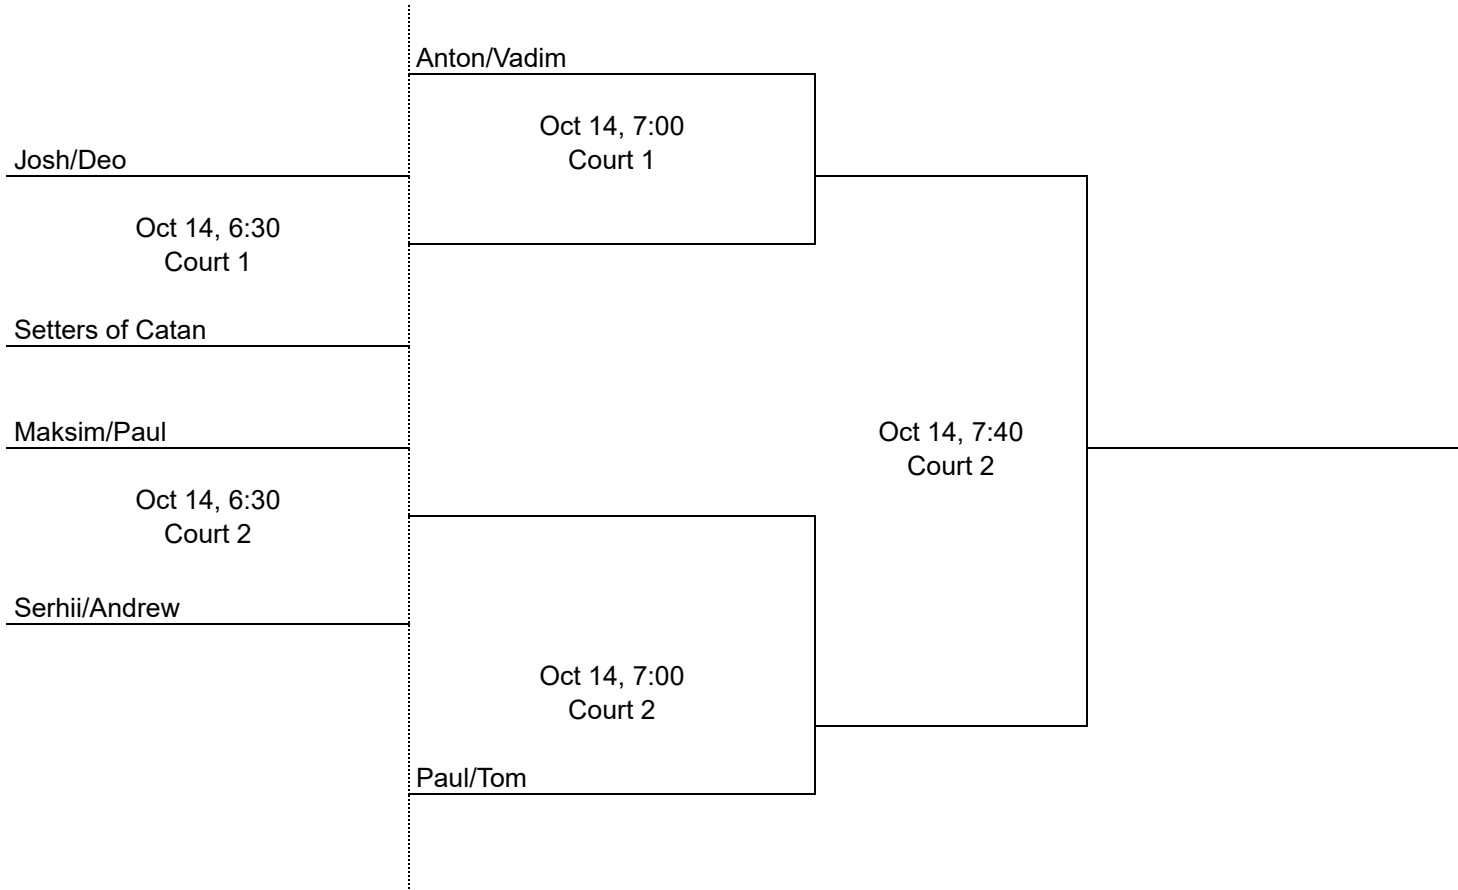 Anton/Vadim
Oct 14, 7:00
Court 1
Josh/Deo
Oct 14, 6:30
Court 1
Setters of Catan
Maksim/Paul
Oct 14, 7:40
Court 2
Oct 14, 6:30
Court 2
Serhii/Andrew
Oct 14, 7:00
Court 2
Paul/Tom